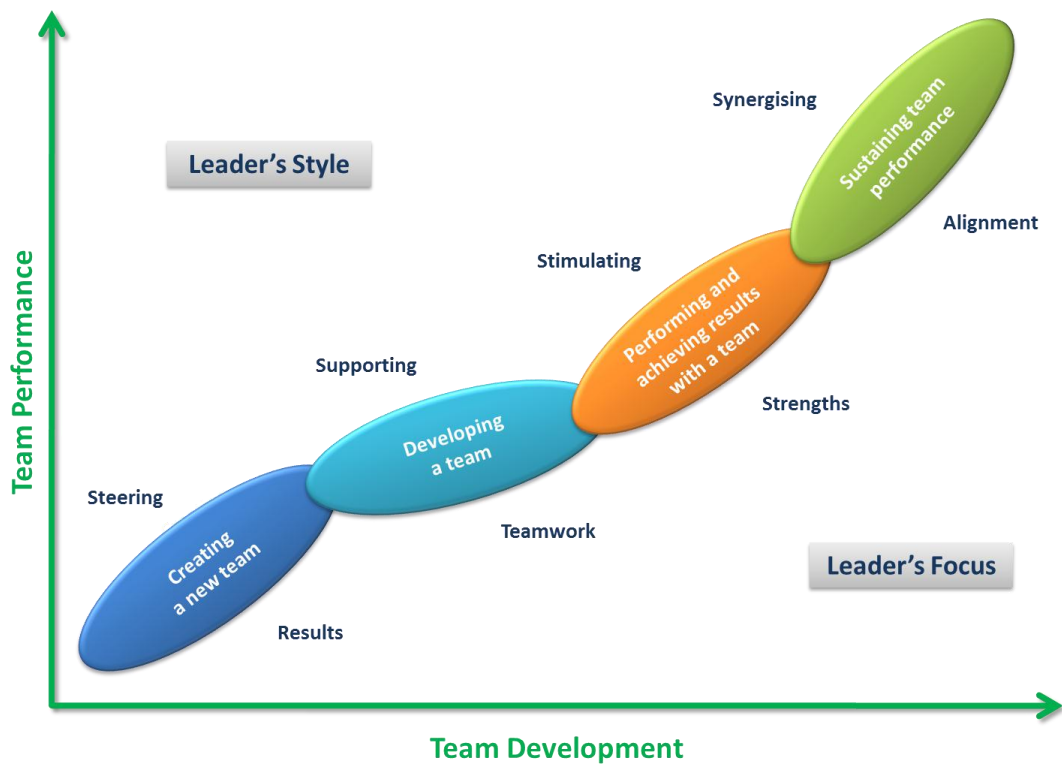 Synergising
Sustaining team
performance
Leader's Style
Alignment
Stimulating
Performing and
achieving results
with a team
Team Performance
Supporting
Strengths
Developing
a team
Steering
Teamwork
Creating
a new team
Leader's Focus
Results
Team Development